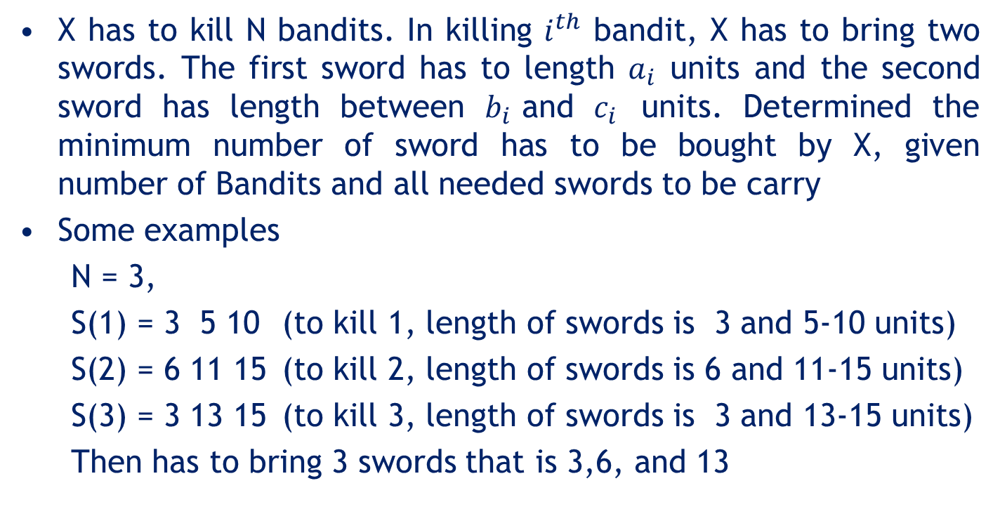 • X has to kill N bandits. In killing iᵗʰ bandit, X has to bring two
swords. The first sword has to length aᵢ units and the second
sword has length between bᵢ and cᵢ units. Determined the
minimum number of sword has to be bought by X, given
number of Bandits and all needed swords to be carry
• Some examples
N = 3,
S(1) = 3 5 10 (to kill 1, length of swords is 3 and 5-10 units)
S(2) = 6 11 15 (to kill 2, length of swords is 6 and 11-15 units)
S(3) = 3 13 15 (to kill 3, length of swords is 3 and 13-15 units)
Then has to bring 3 swords that is 3,6, and 13